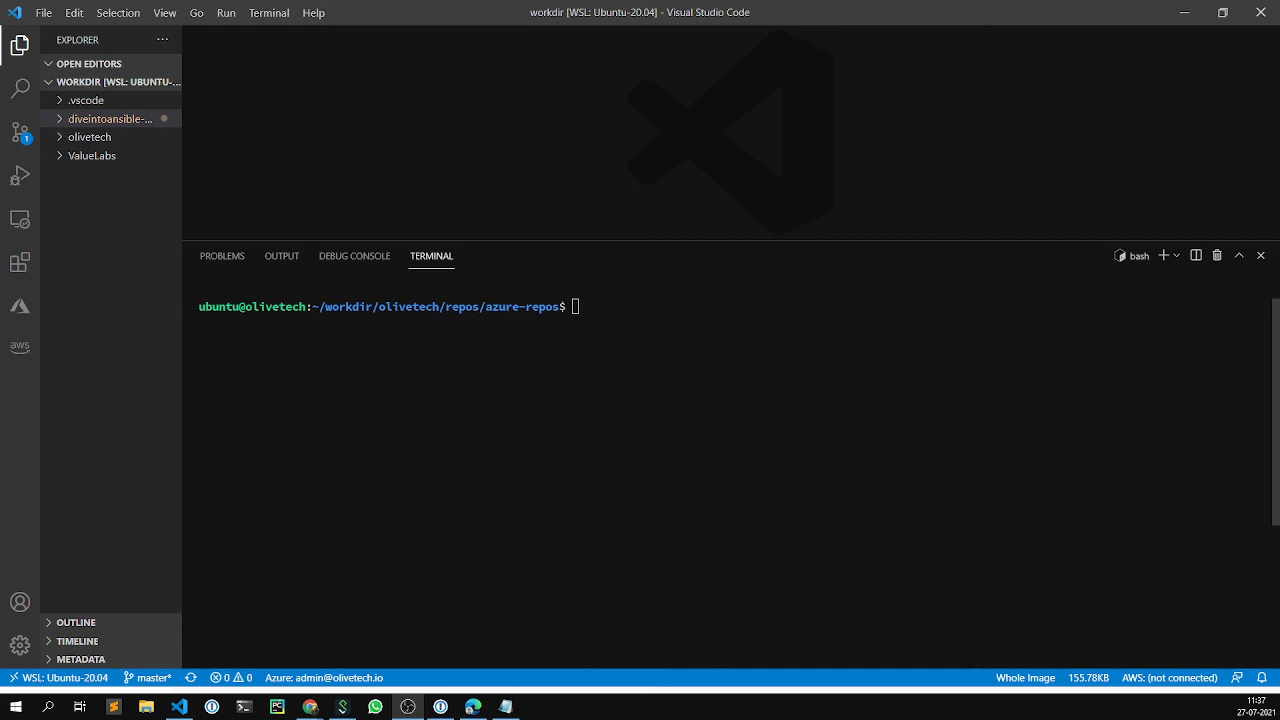 File Edit Selection View Go Run Terminal Help
workdir [WSL: Ubuntu-20.04] - Visual Studio Code
EXPLORER
OPEN EDITORS
WORKDIR [WSL: UBUNTU-...
.vscode
diveintoansible-...
olivetech
ValueLabs
1
aws
PROBLEMS OUTPUT DEBUG CONSOLE TERMINAL
bash
ubuntu@olivetech:~/workdir/olivetech/repos/azure-repos$
OUTLINE
TIMELINE
METADATA
WSL: Ubuntu-20.04 master* 0 0 Azure: admin@olivetech.io Whole Image 155.78KB AWS: (not connected)
PC
11:37
27-07-2021